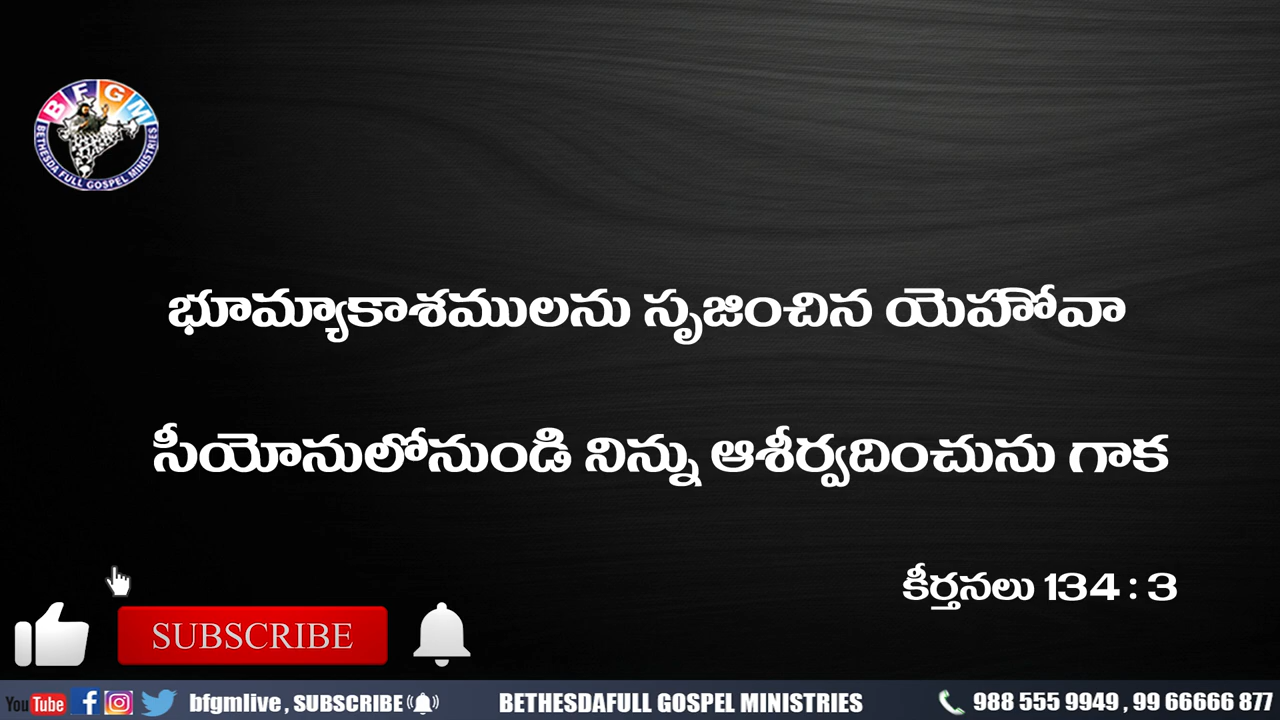 BFGM
BETHESDA FULL GOSPEL MINISTRIES
భూమ్యాకాశములను సృజించిన యెహోవా
సీయోనులోనుండి నిన్ను ఆశీర్వదించును గాక
కీర్తనలు 134 : 3
SUBSCRIBE
YouTube bfgmlive , SUBSCRIBE BETHESDAFULL GOSPEL MINISTRIES 988 555 9949 , 99 66666 877